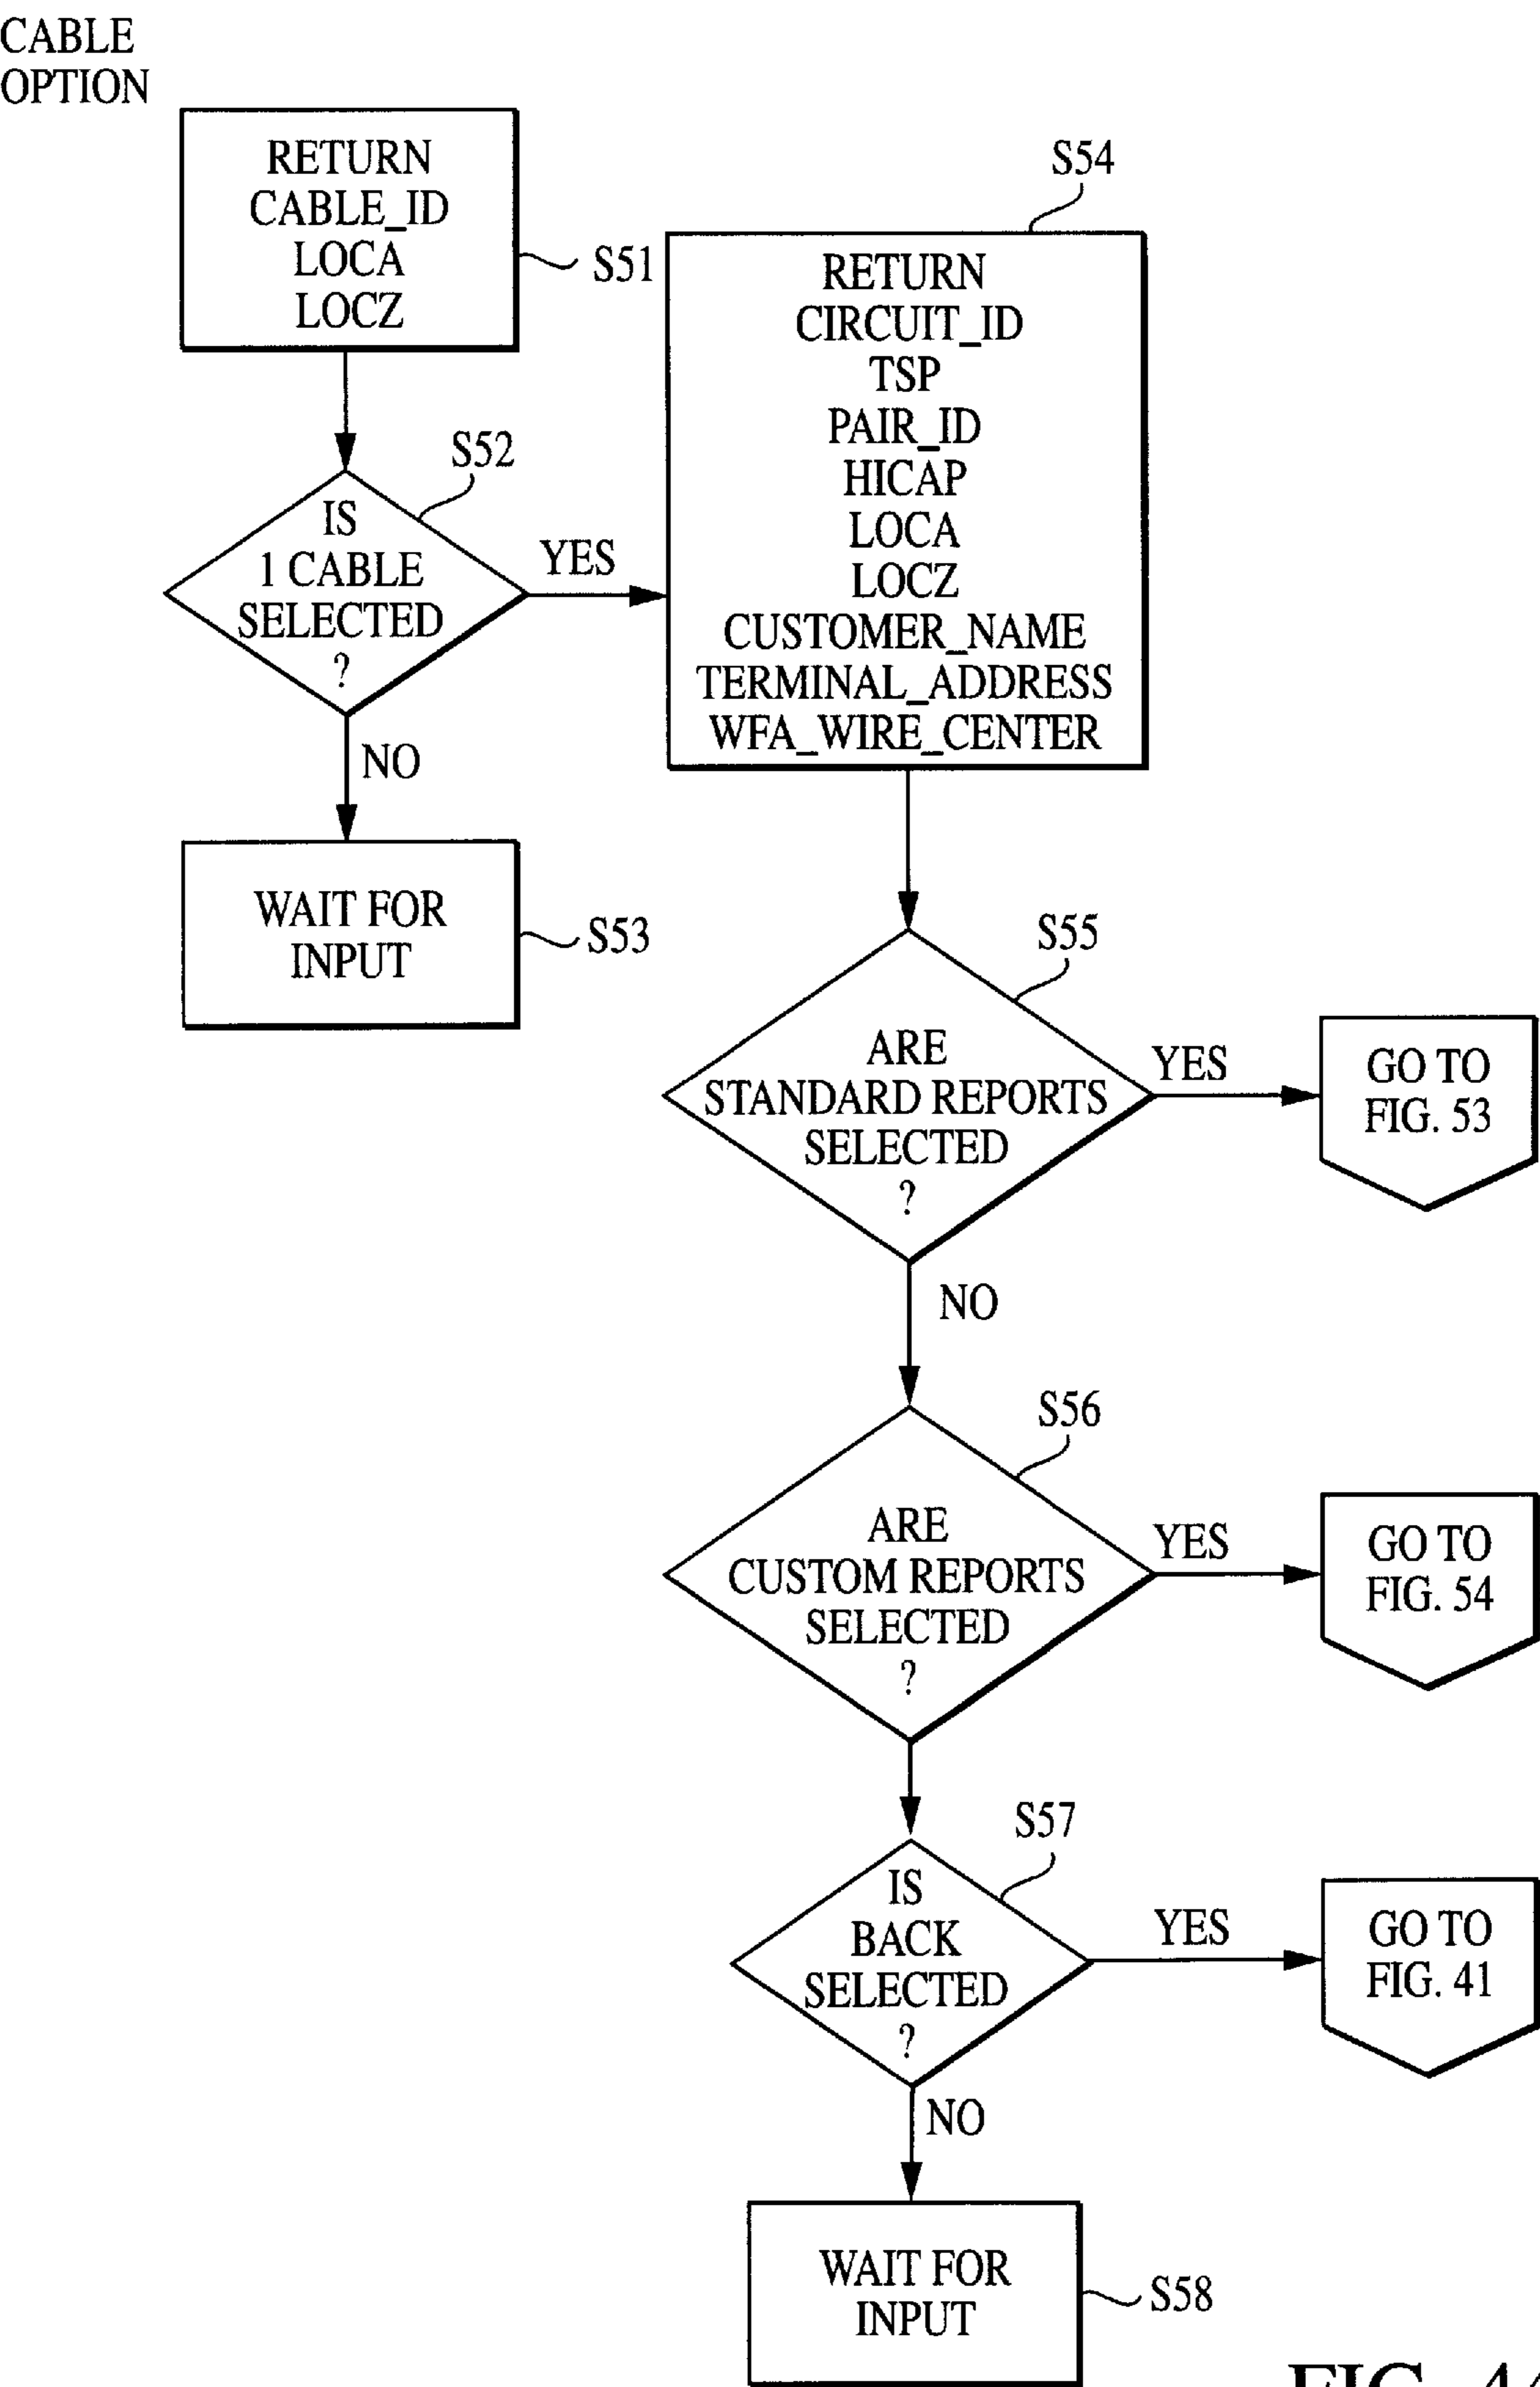 CABLE
OPTION
RETURN
CABLE_ID
LOCA
LOCZ
S51
IS
1 CABLE
SELECTED
?
S52
YES
NO
WAIT FOR
INPUT
S53
S54
RETURN
CIRCUIT_ID
TSP
PAIR_ID
HICAP
LOCA
LOCZ
CUSTOMER_NAME
TERMINAL_ADDRESS
WFA_WIRE_CENTER
S55
ARE
STANDARD REPORTS
SELECTED
?
YES
GO TO
FIG. 53
NO
S56
ARE
CUSTOM REPORTS
SELECTED
?
YES
GO TO
FIG. 54
S57
IS
BACK
SELECTED
?
YES
GO TO
FIG. 41
NO
WAIT FOR
INPUT
S58
FIG.